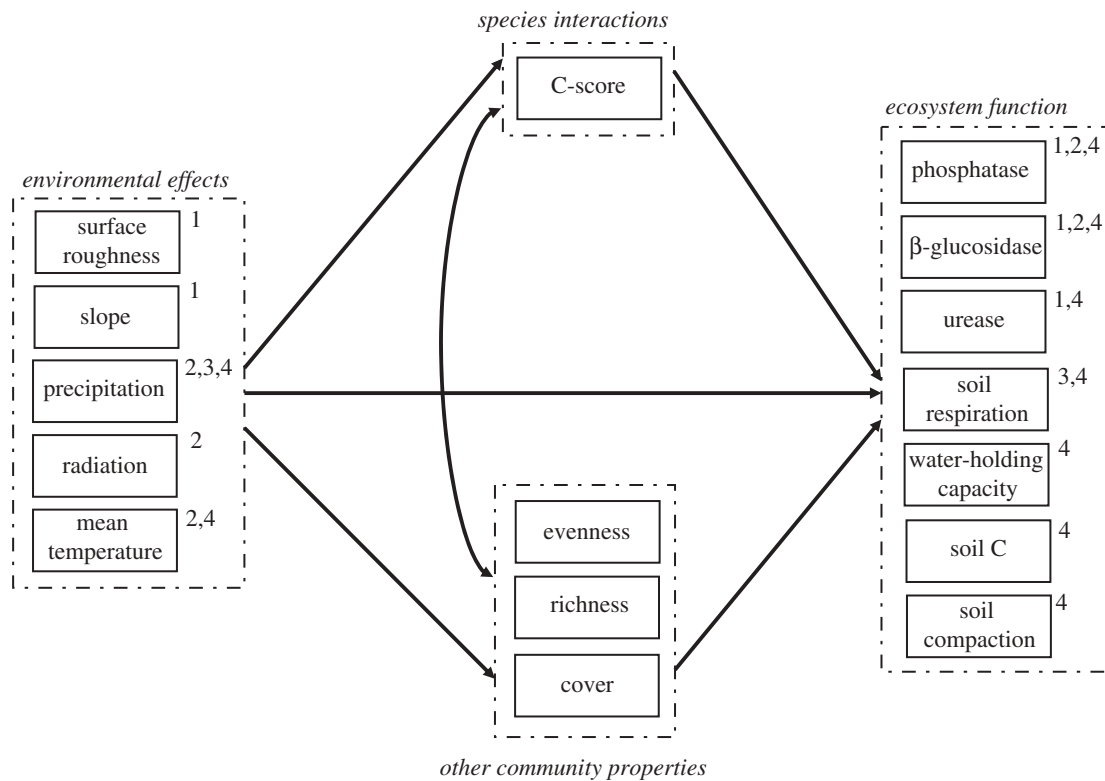 species interactions
C-score
environmental effects
surface
roughness
1
slope
1
precipitation
2,3,4
radiation
2
mean
temperature
2,4
evenness
richness
cover
other community properties
ecosystem function
phosphatase
1,2,4
β-glucosidase
1,2,4
urease
1,4
soil
respiration
3,4
water-holding
capacity
4
soil C
4
soil
compaction
4